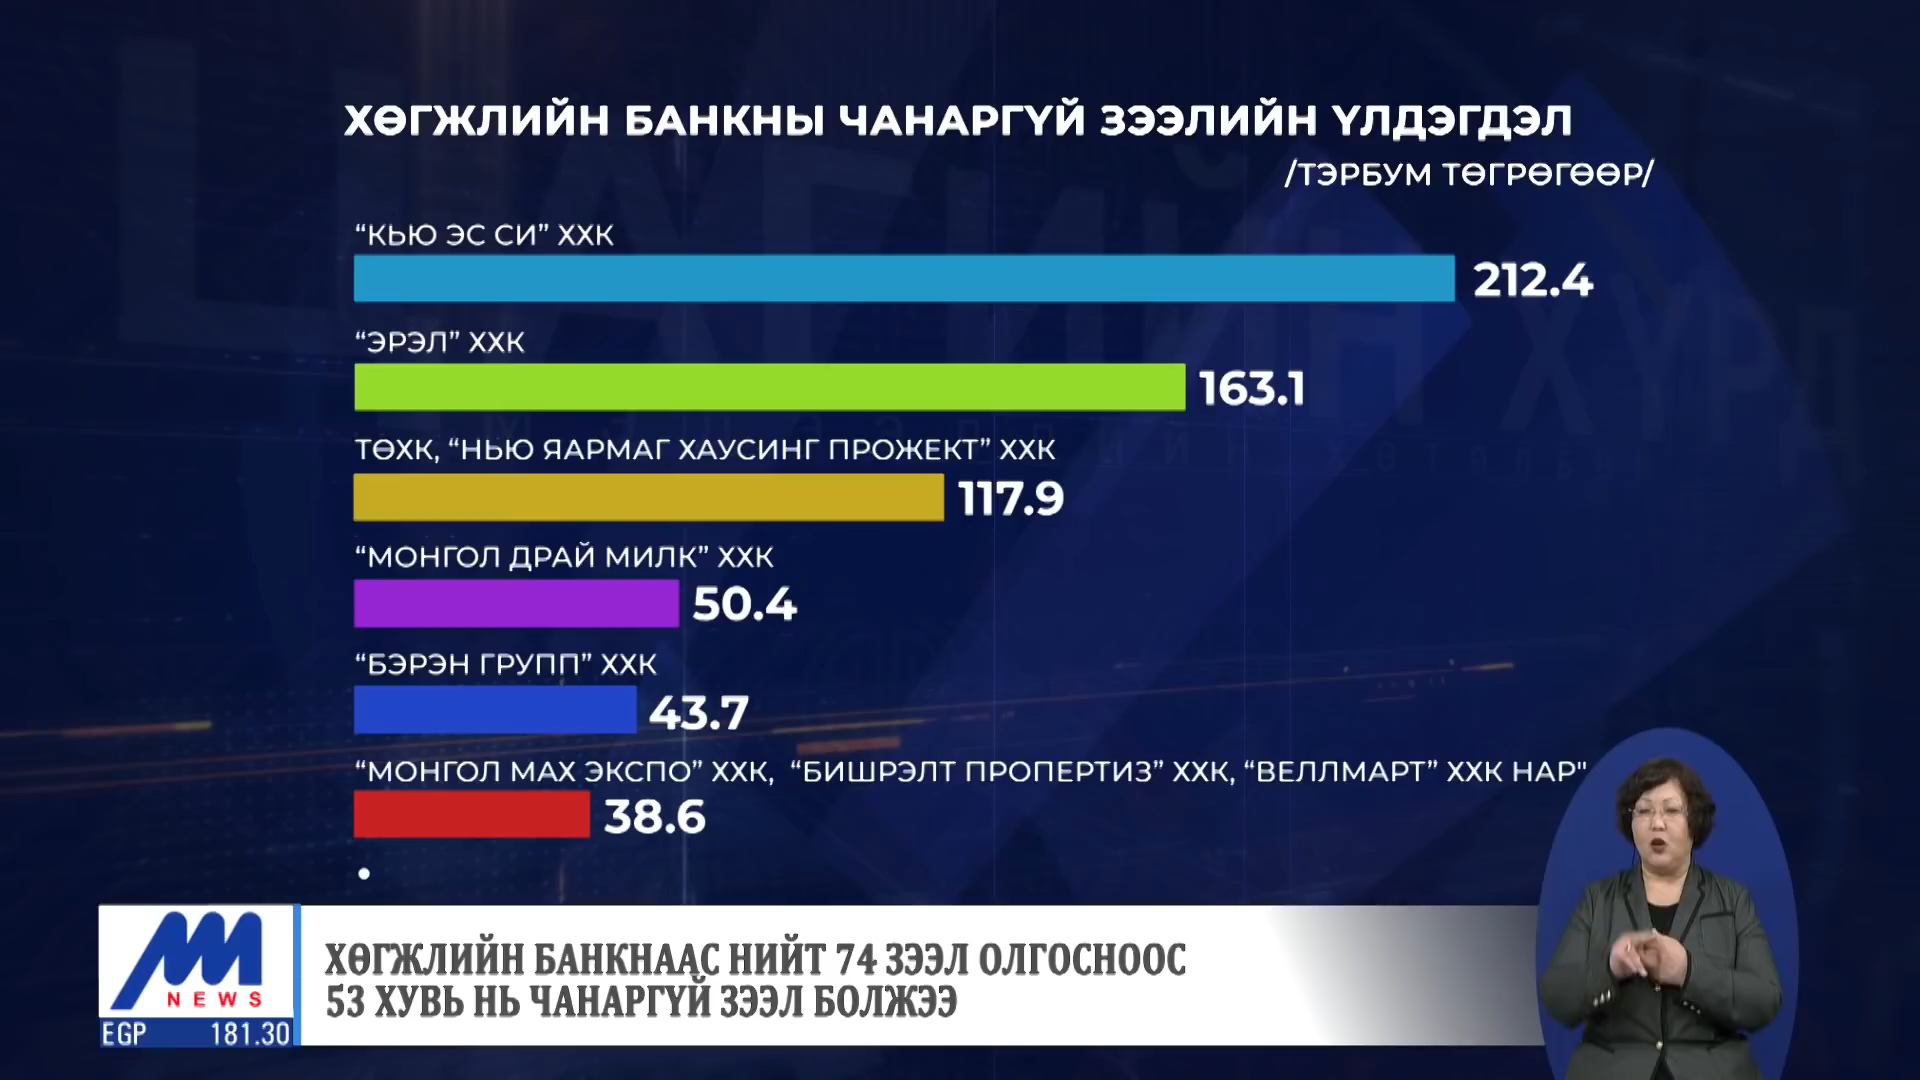 ХӨГЖЛИЙН БАНКНЫ ЧАНАРГҮЙ ЗЭЭЛИЙН ҮЛДЭГДЭЛ
/ТЭРБУМ ТӨГРӨГӨӨР/
“КЬЮ ЭС СИ” ХХК
212.4
“ЭРЭЛ” ХХК
163.1
ТӨХК, “НЬЮ ЯАРМАГ ХАУСИНГ ПРОЖЕКТ” ХХК
117.9
“МОНГОЛ ДРАЙ МИЛК” ХХК
50.4
“БЭРЭН ГРУПП” ХХК
43.7
“МОНГОЛ МАХ ЭКСПО” ХХК, “БИШРЭЛТ ПРОПЕРТИЗ” ХХК, “ВЕЛЛМАРТ” ХХК НАР"
38.6
ХӨГЖЛИЙН БАНКНААС НИЙТ 74 ЗЭЭЛ ОЛГОСНООС
53 ХУВЬ НЬ ЧАНАРГҮЙ ЗЭЭЛ БОЛЖЭЭ
NEWS
EGP 181.30